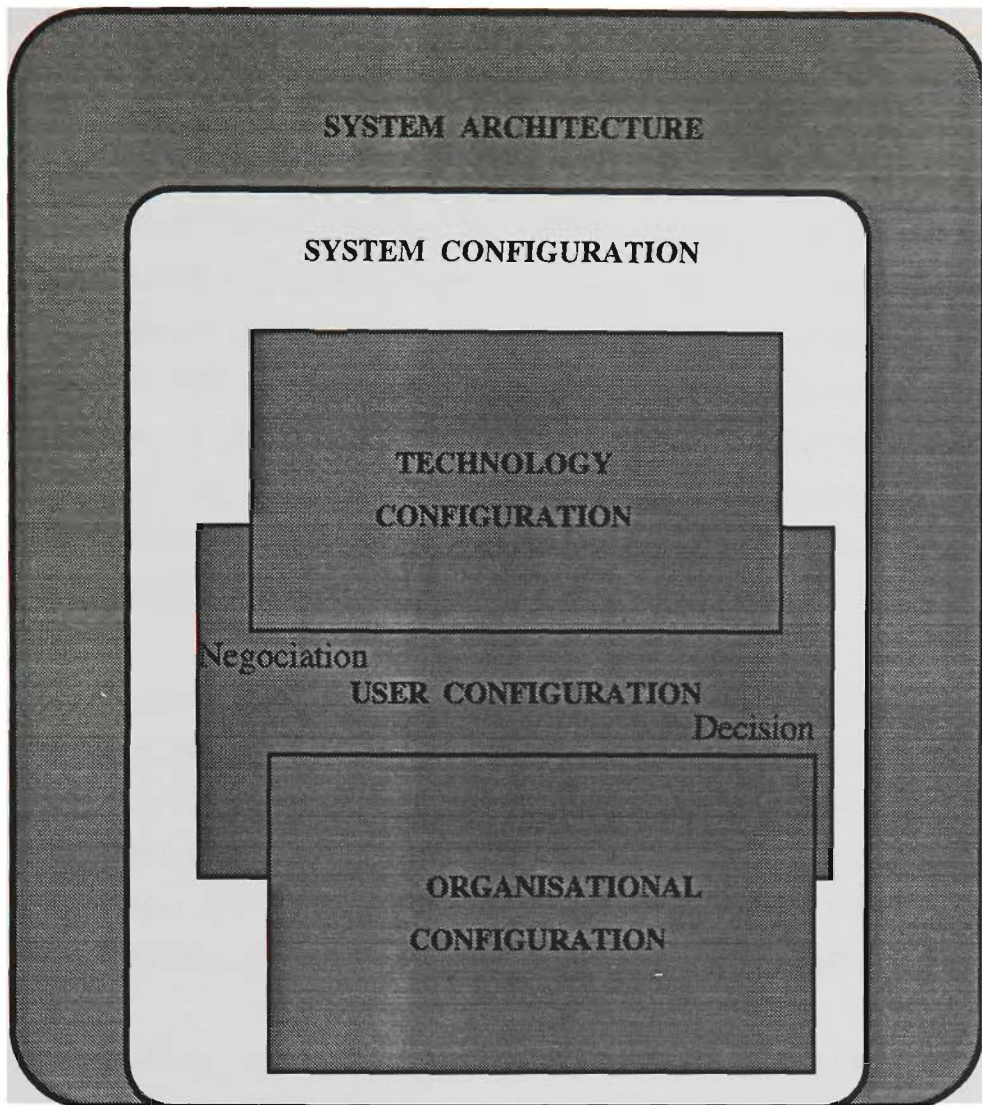 SYSTEM ARCHITECTURE
SYSTEM CONFIGURATION
TECHNOLOGY
CONFIGURATION
Negociation
USER CONFIGURATION
Decision
ORGANISATIONAL
CONFIGURATION